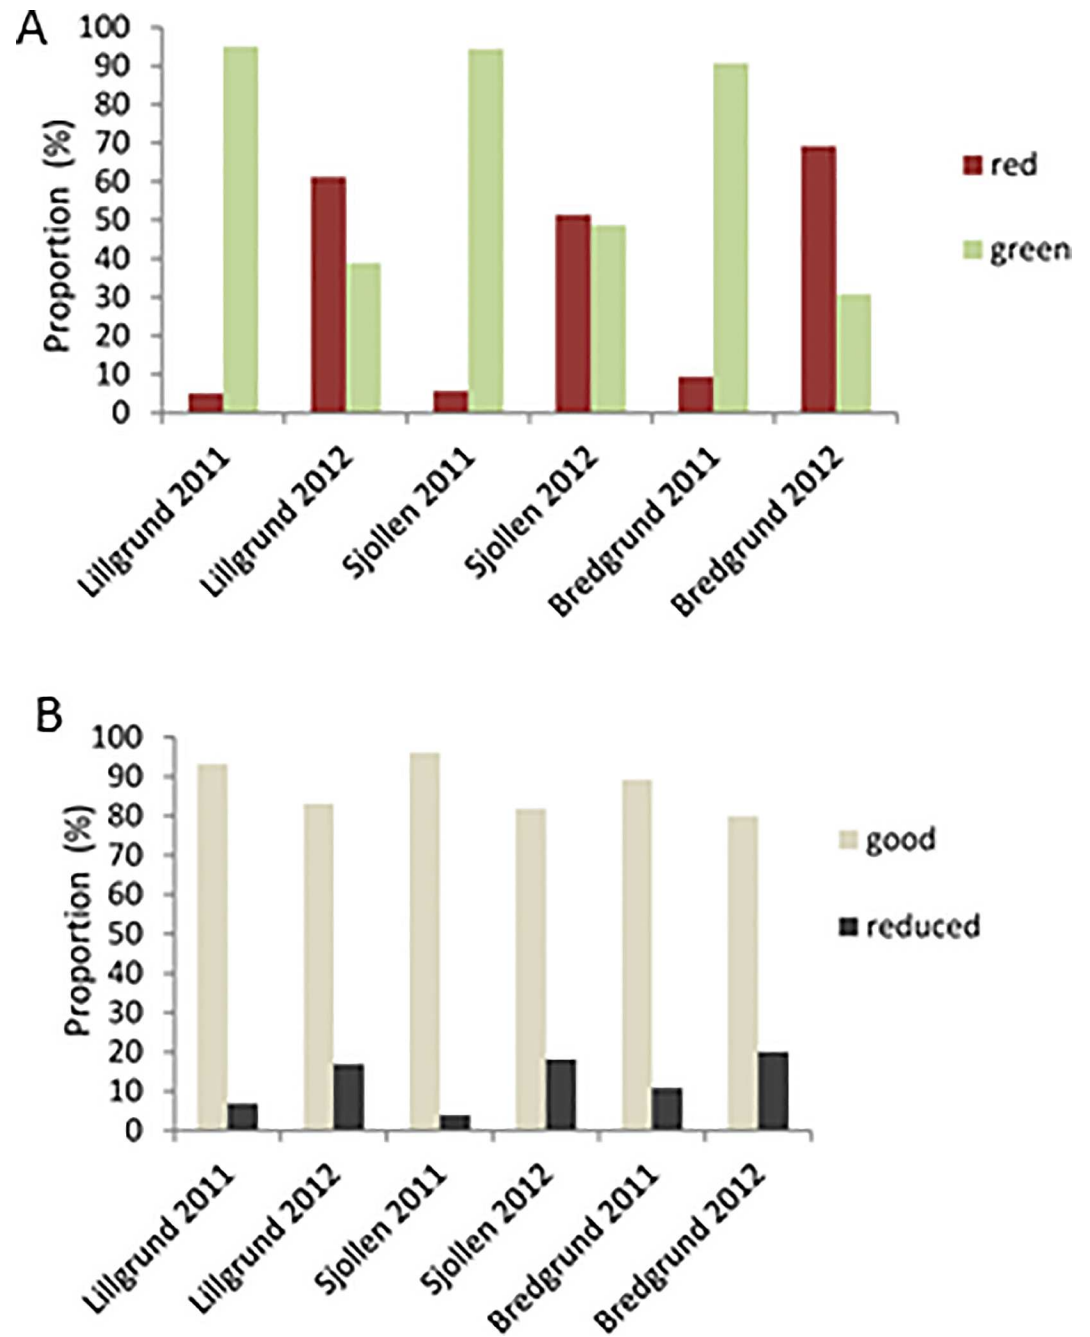 A
100
90
80
70
60
50
40
30
20
10
0
Proportion (%)
Lillgrund 2011
Lillgrund 2012
Sjollen 2011
Sjollen 2012
Bredgrund 2011
Bredgrund 2012
red
green
B
100
90
80
70
60
50
40
30
20
10
0
Proportion (%)
Lillgrund 2011
Lillgrund 2012
Sjollen 2011
Sjollen 2012
Bredgrund 2011
Bredgrund 2012
good
reduced